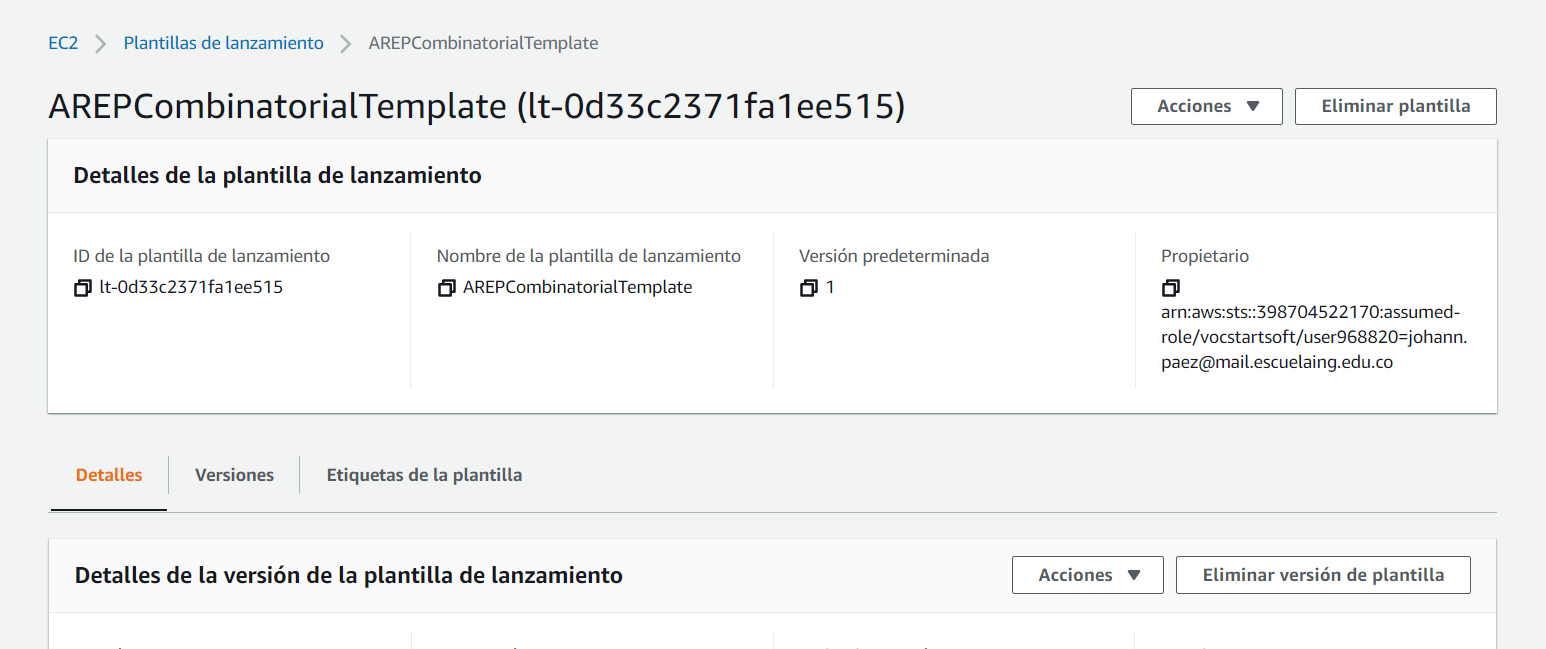 EC2 > Plantillas de lanzamiento > AREPCombinatorialTemplate
AREPCombinatorialTemplate (lt-0d33c2371fa1ee515)
Acciones ▼
Eliminar plantilla
Detalles de la plantilla de lanzamiento
ID de la plantilla de lanzamiento
lt-0d33c2371fa1ee515
Nombre de la plantilla de lanzamiento
AREPCombinatorialTemplate
Versión predeterminada
1
Propietario
arn:aws:sts::398704522170:assumed-
role/vocstartsoft/user968820=johann.
paez@mail.escuelaing.edu.co
Detalles
Versiones
Etiquetas de la plantilla
Detalles de la versión de la plantilla de lanzamiento
Acciones ▼
Eliminar versión de plantilla